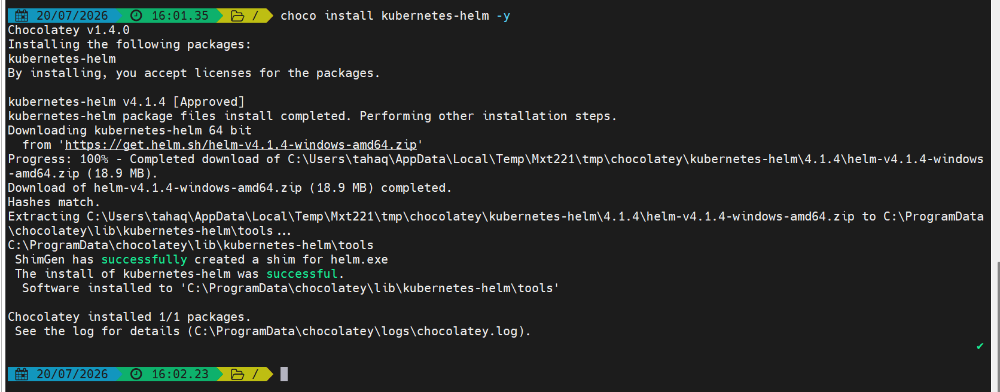 20/07/2026 16:01.35 / choco install kubernetes-helm -y
Chocolatey v1.4.0
Installing the following packages:
kubernetes-helm
By installing, you accept licenses for the packages.
kubernetes-helm v4.1.4 [Approved]
kubernetes-helm package files install completed. Performing other installation steps.
Downloading kubernetes-helm 64 bit
from 'https://get.helm.sh/helm-v4.1.4-windows-amd64.zip'
Progress: 100% - Completed download of C:\Users\tahaq\AppData\Local\Temp\Mxt221\tmp\chocolatey\kubernetes-helm\4.1.4\helm-v4.1.4-windows
-amd64.zip (18.9 MB).
Download of helm-v4.1.4-windows-amd64.zip (18.9 MB) completed.
Hashes match.
Extracting C:\Users\tahaq\AppData\Local\Temp\Mxt221\tmp\chocolatey\kubernetes-helm\4.1.4\helm-v4.1.4-windows-amd64.zip to C:\ProgramData
\chocolatey\lib\kubernetes-helm\tools...
C:\ProgramData\chocolatey\lib\kubernetes-helm\tools
ShimGen has successfully created a shim for helm.exe
The install of kubernetes-helm was successful.
Software installed to 'C:\ProgramData\chocolatey\lib\kubernetes-helm\tools'
Chocolatey installed 1/1 packages.
See the log for details (C:\ProgramData\chocolatey\logs\chocolatey.log).
✔
20/07/2026 16:02.23 /